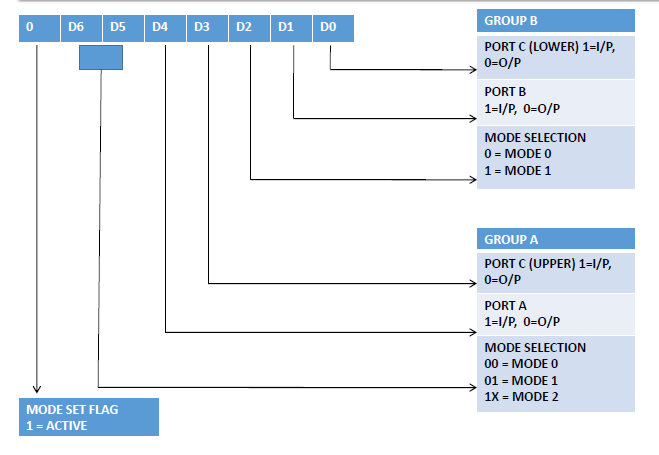 0 D6 D5 D4 D3 D2 D1 D0
GROUP B
PORT C (LOWER) 1=I/P,
0=O/P
PORT B
1=I/P, 0=O/P
MODE SELECTION
0 = MODE 0
1 = MODE 1
GROUP A
PORT C (UPPER) 1=I/P,
0=O/P
PORT A
1=I/P, 0=O/P
MODE SELECTION
00 = MODE 0
01 = MODE 1
1X = MODE 2
MODE SET FLAG
1 = ACTIVE